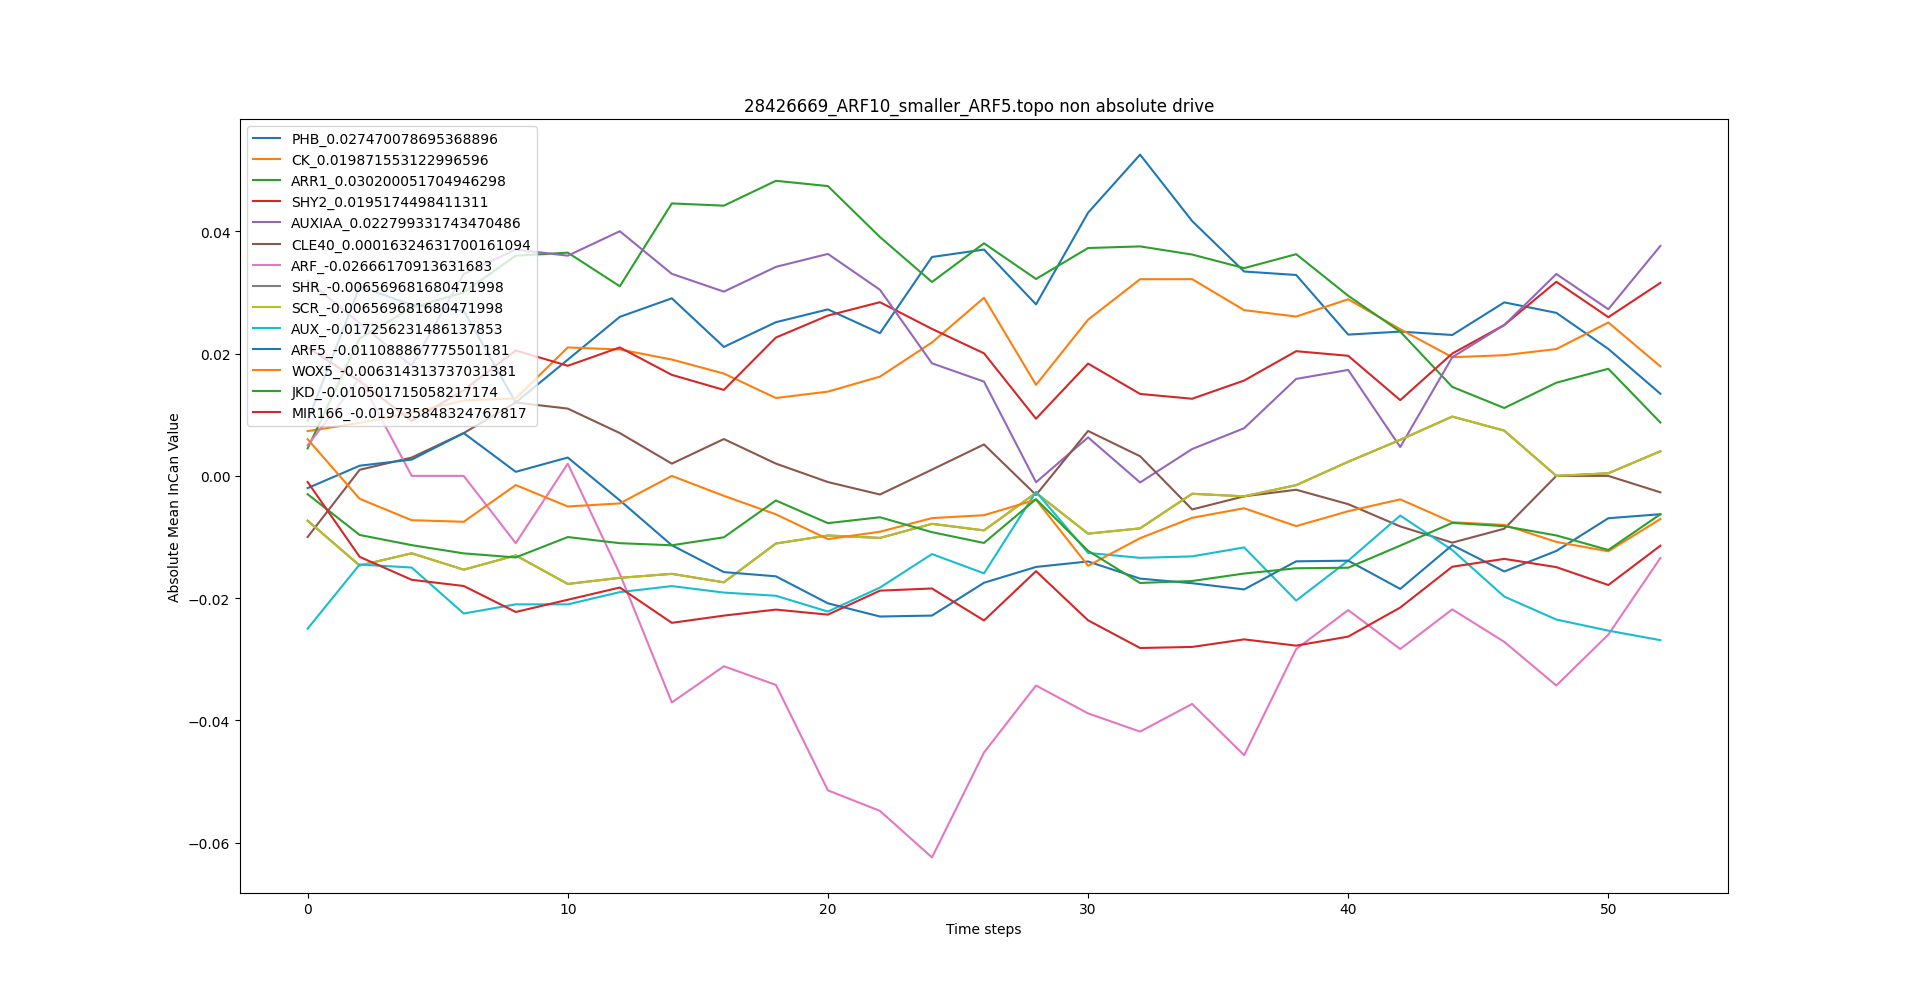 28426669_ARF10_smaller_ARF5.topo non absolute drive
PHB_0.027470078695368896
CK_0.019871553122996596
ARR1_0.030200051704946298
SHY2_0.0195174498411311
AUXIAA_0.022799331743470486
CLE40_0.00016324631700161094
ARF_-0.02666170913631683
SHR_-0.006569681680471998
SCR_-0.006569681680471998
AUX_-0.017256231486137853
ARF5_-0.011088867775501181
WOX5_-0.006314313737031381
JKD_-0.010501715058217174
MIR166_-0.019735848324767817
0.04
0.02
0.00
−0.02
−0.04
−0.06
Absolute Mean InCan Value
0 10 20 30 40 50
Time steps